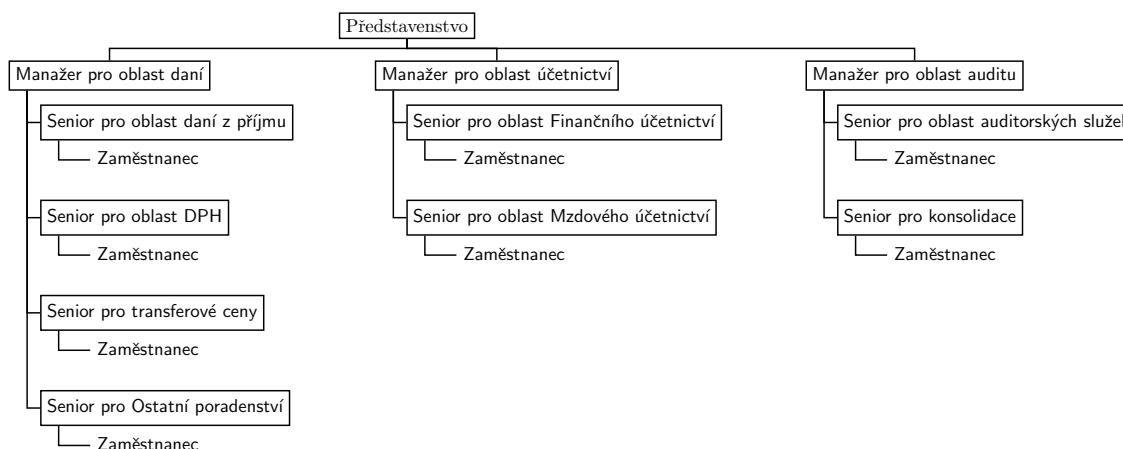 Představenstvo
Manažer pro oblast daní
Senior pro oblast daní z příjmu
Zaměstnanec
Senior pro oblast DPH
Zaměstnanec
Senior pro transferové ceny
Zaměstnanec
Senior pro Ostatní poradenství
Zaměstnanec
Manažer pro oblast účetnictví
Senior pro oblast Finančního účetnictví
Zaměstnanec
Senior pro oblast Mzdového účetnictví
Zaměstnanec
Manažer pro oblast auditu
Senior pro oblast auditorských služeb
Zaměstnanec
Senior pro konsolidace
Zaměstnanec